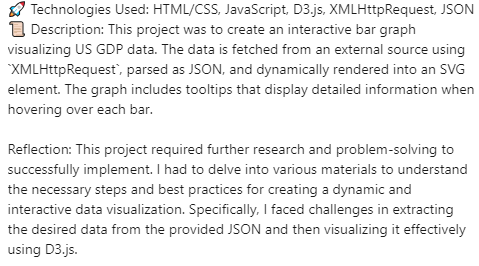 🚀 Technologies Used: HTML/CSS, JavaScript, D3.js, XMLHttpRequest, JSON
📜 Description: This project was to create an interactive bar graph
visualizing US GDP data. The data is fetched from an external source using
`XMLHttpRequest`, parsed as JSON, and dynamically rendered into an SVG
element. The graph includes tooltips that display detailed information when
hovering over each bar.

Reflection: This project required further research and problem-solving to
successfully implement. I had to delve into various materials to understand
the necessary steps and best practices for creating a dynamic and
interactive data visualization. Specifically, I faced challenges in extracting
the desired data from the provided JSON and then visualizing it effectively
using D3.js.